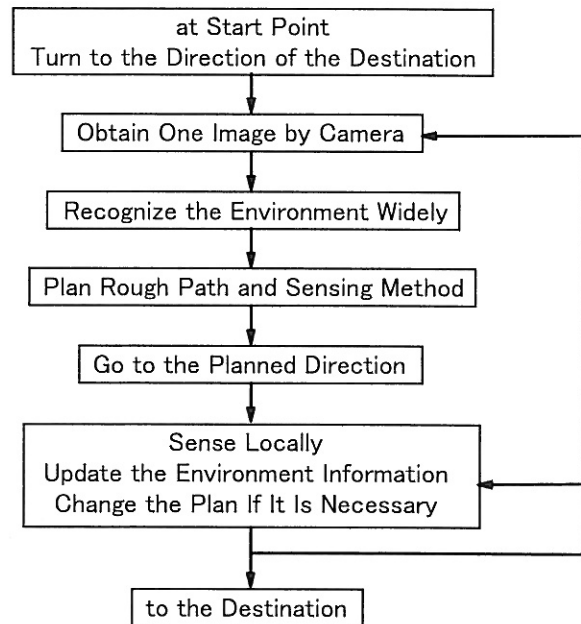 at Start Point
Turn to the Direction of the Destination
Obtain One Image by Camera
Recognize the Environment Widely
Plan Rough Path and Sensing Method
Go to the Planned Direction
Sense Locally
Update the Environment Information
Change the Plan If It Is Necessary
to the Destination